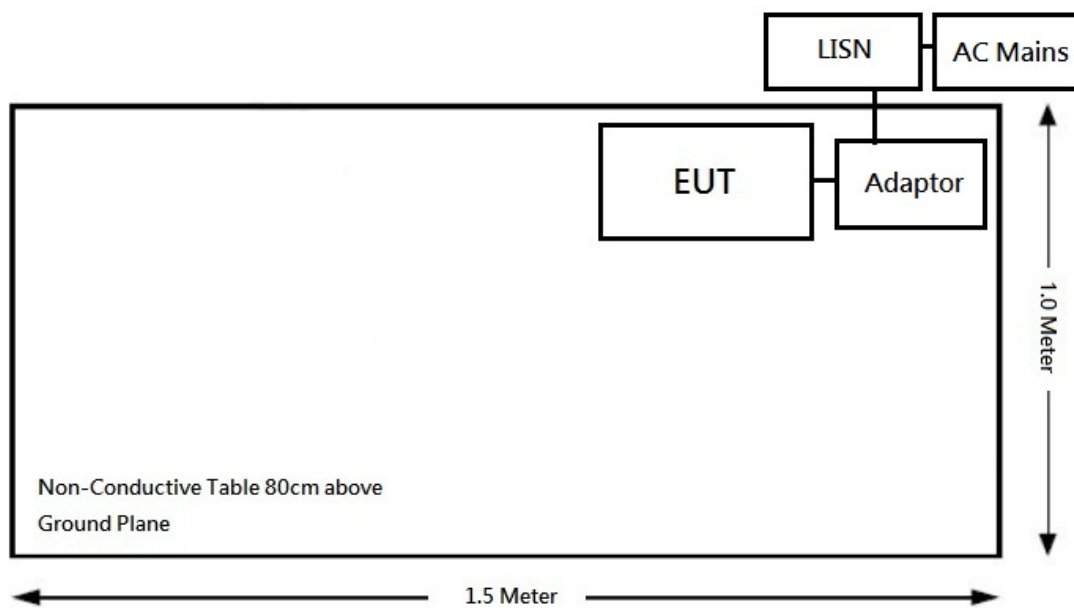 LISN
AC Mains
EUT
Adaptor
1.0 Meter
Non-Conductive Table 80cm above
Ground Plane
1.5 Meter